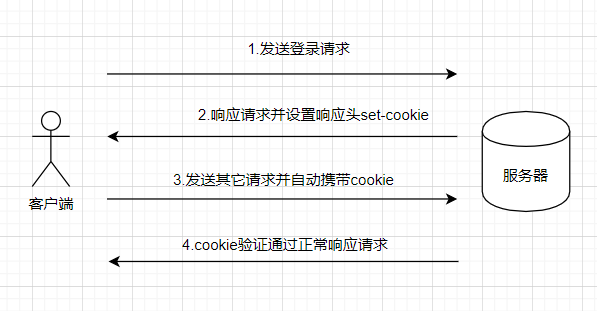 1.发送登录请求
2.响应请求并设置响应头set-cookie
3.发送其它请求并自动携带cookie
服务器
客户端
4.cookie验证通过正常响应请求